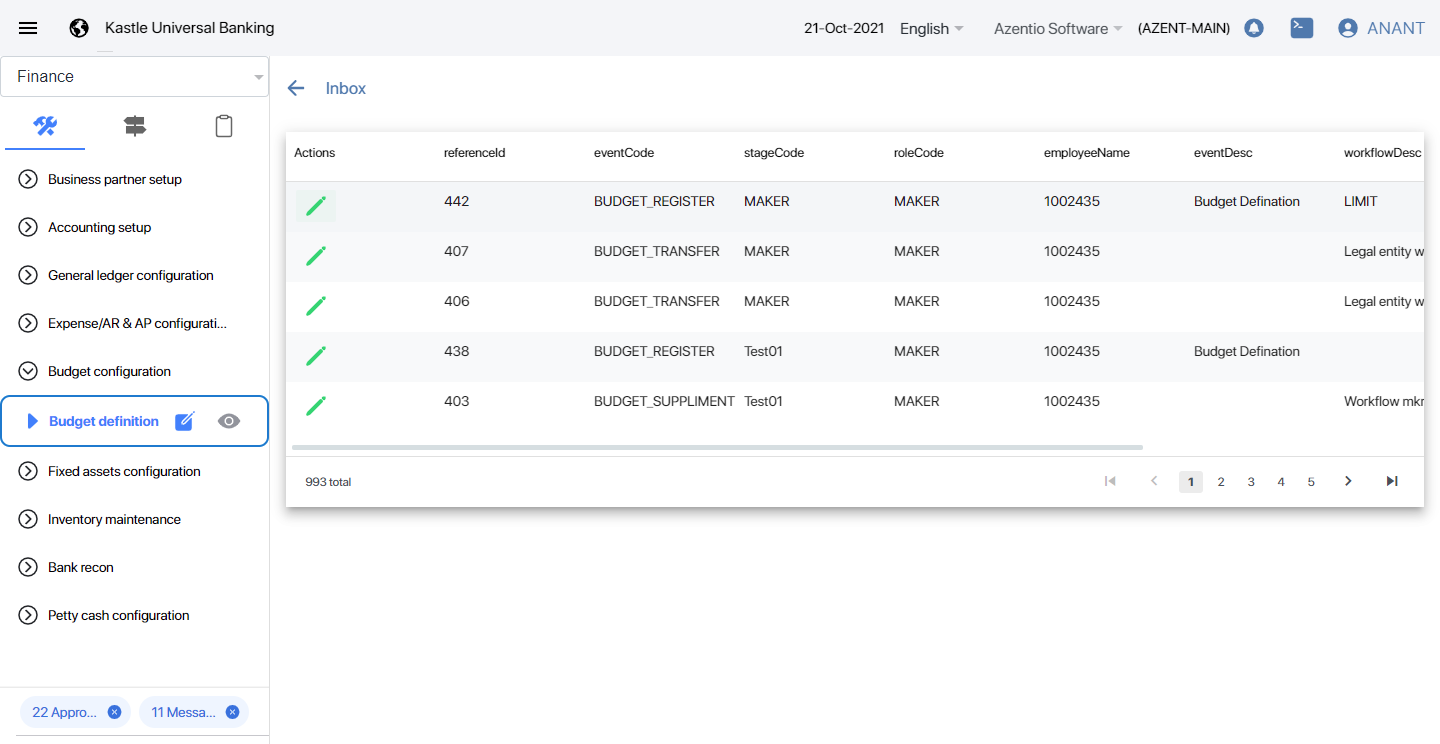 Kastle Universal Banking
21-Oct-2021 English Azentio Software (AZENT-MAIN) ANANT
Finance
Business partner setup
Accounting setup
General ledger configuration
Expense/AR & AP configurati...
Budget configuration
Budget definition
Fixed assets configuration
Inventory maintenance
Bank recon
Petty cash configuration
22 Appro... 11 Messa...
Inbox
Actions referenceId eventCode stageCode roleCode employeeName eventDesc workflowDesc
442 BUDGET_REGISTER MAKER MAKER 1002435 Budget Defination LIMIT
407 BUDGET_TRANSFER MAKER MAKER 1002435 Legal entity w
406 BUDGET_TRANSFER MAKER MAKER 1002435 Legal entity w
438 BUDGET_REGISTER Test01 MAKER 1002435 Budget Defination
403 BUDGET_SUPPLIMENT Test01 MAKER 1002435 Workflow mkr
993 total 1 2 3 4 5